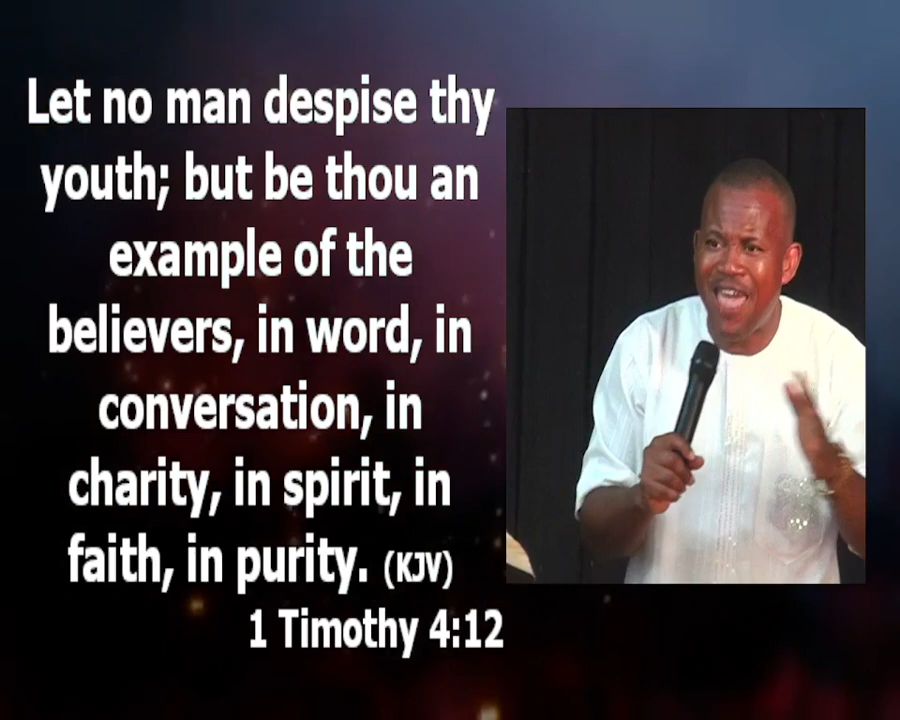 Let no man despise thy
youth; but be thou an
example of the
believers, in word, in
conversation, in
charity, in spirit, in
faith, in purity. (KJV)
1 Timothy 4:12